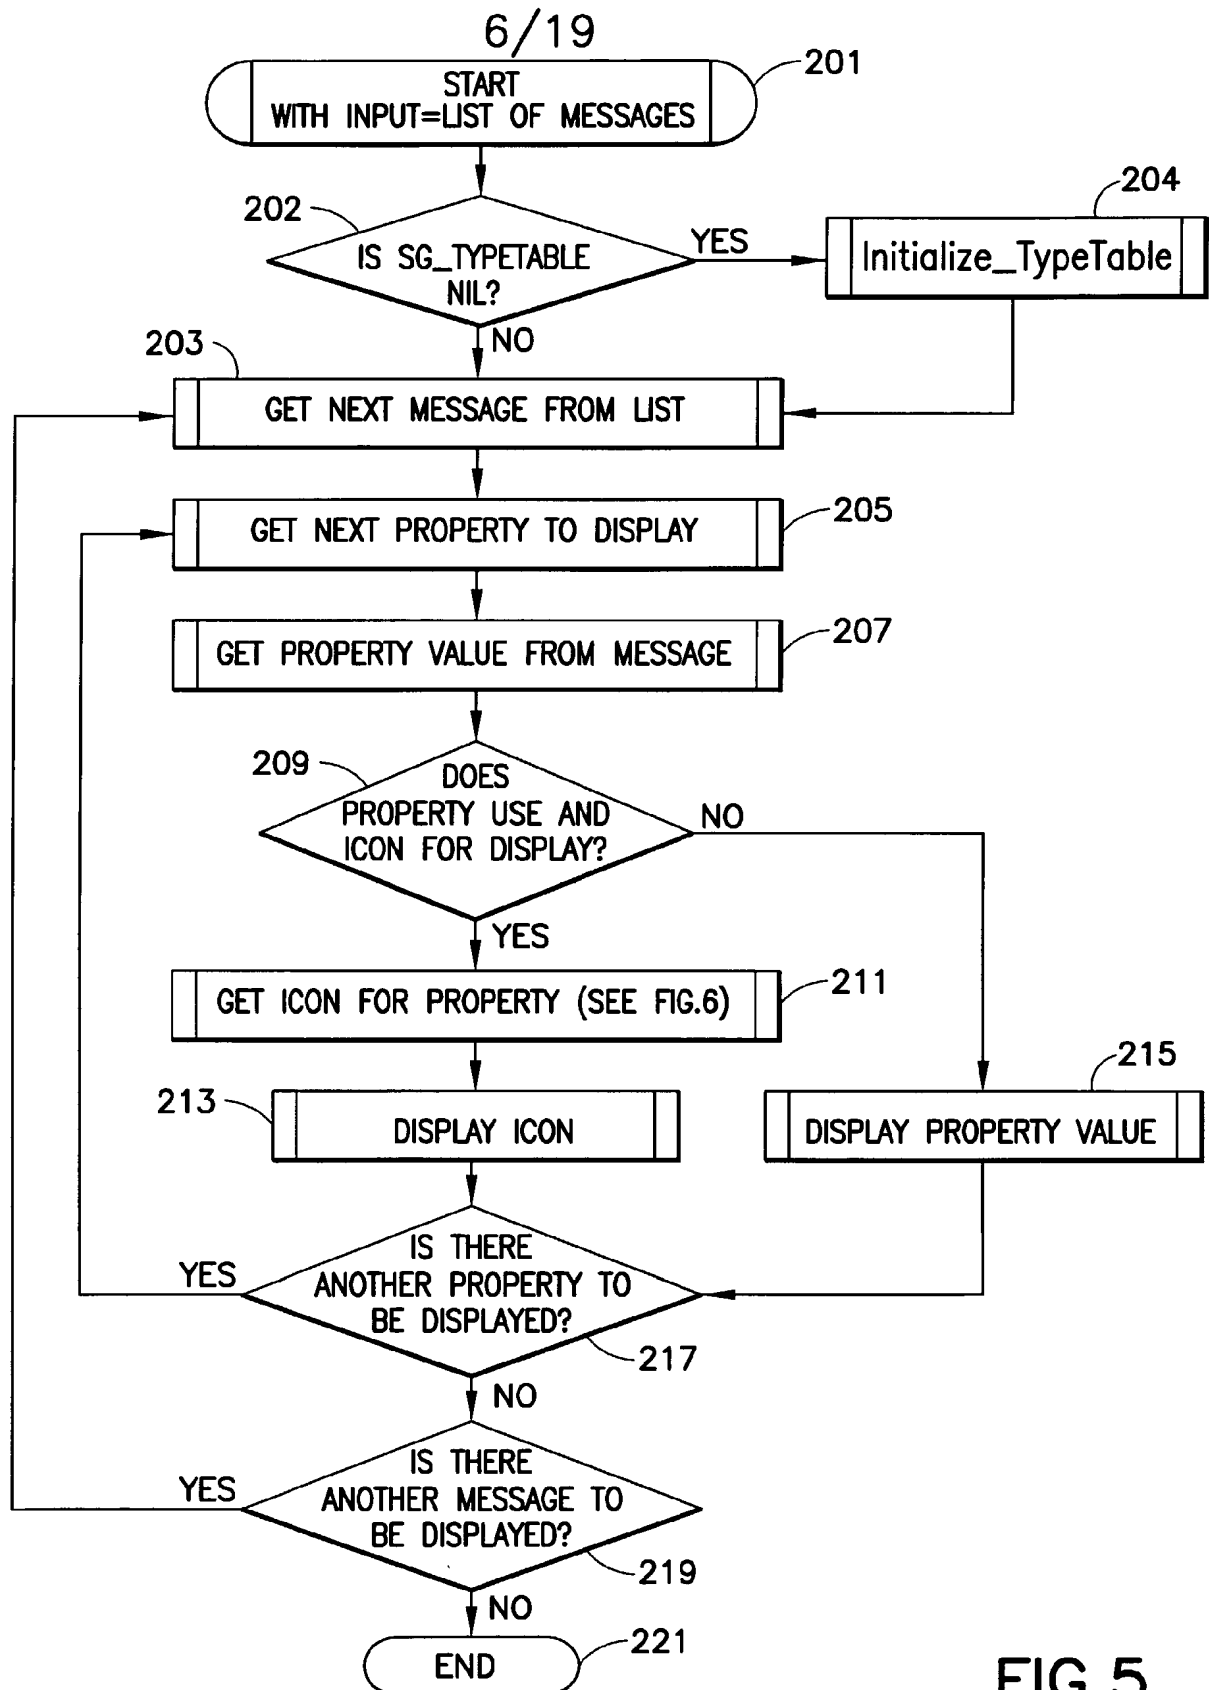 6/19
START
WITH INPUT=LIST OF MESSAGES
201
202
IS SG_TYPETABLE
NIL?
YES
204
Initialize_TypeTable
NO
203
GET NEXT MESSAGE FROM LIST
GET NEXT PROPERTY TO DISPLAY
205
GET PROPERTY VALUE FROM MESSAGE
207
209
DOES
PROPERTY USE AND
ICON FOR DISPLAY?
NO
YES
GET ICON FOR PROPERTY (SEE FIG.6)
211
213
DISPLAY ICON
215
DISPLAY PROPERTY VALUE
IS THERE
ANOTHER PROPERTY TO
BE DISPLAYED?
YES
217
NO
IS THERE
ANOTHER MESSAGE TO
BE DISPLAYED?
YES
219
NO
END
221
FIG.5